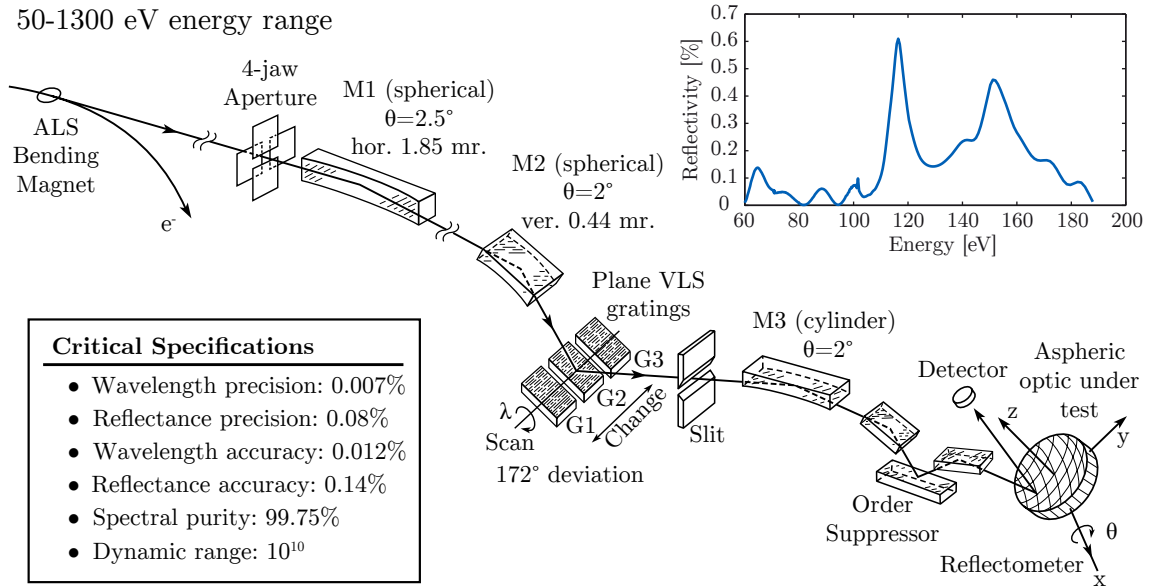 50-1300 eV energy range
4-jaw
Aperture
M1 (spherical)
θ=2.5°
hor. 1.85 mr.
ALS
Bending
Magnet
e-
M2 (spherical)
θ=2°
ver. 0.44 mr.
Reflectivity [%]
0.7
0.6
0.5
0.4
0.3
0.2
0.1
0
60 80 100 120 140 160 180 200
Energy [eV]
Plane VLS
gratings
G3
G2
G1
λ
Scan
Change
172° deviation
Slit
M3 (cylinder)
θ=2°
Order
Suppressor
Detector
Aspheric
optic under
test
z
y
θ
x
Reflectometer
Critical Specifications
• Wavelength precision: 0.007%
• Reflectance precision: 0.08%
• Wavelength accuracy: 0.012%
• Reflectance accuracy: 0.14%
• Spectral purity: 99.75%
• Dynamic range: 10¹⁰